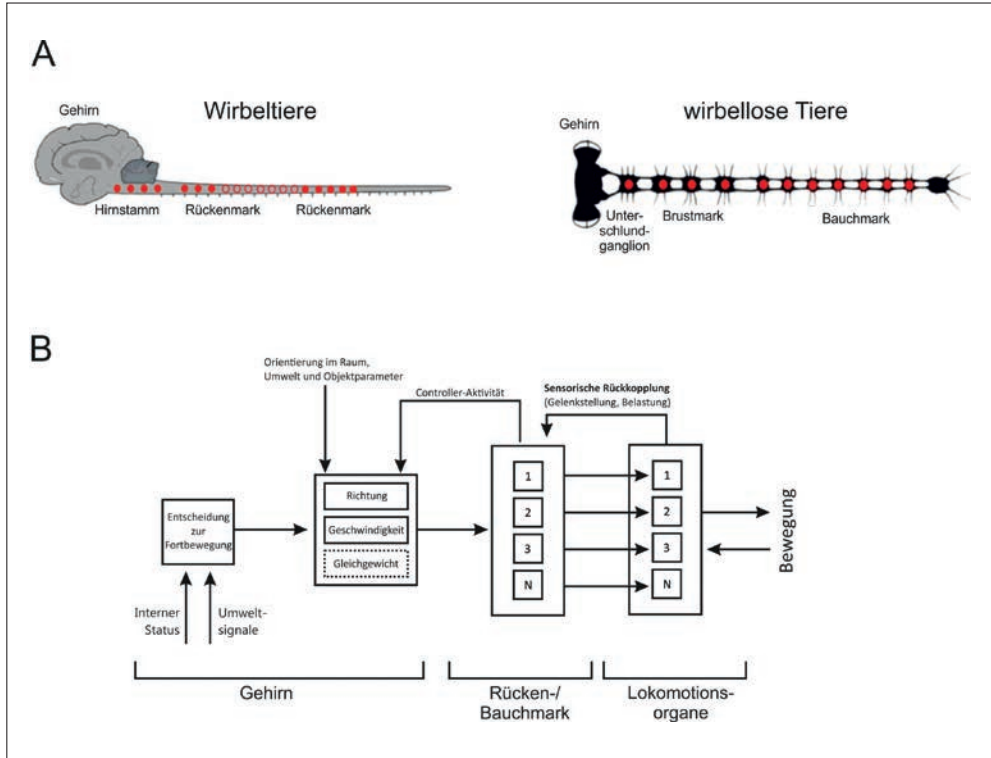 A
Wirbeltiere
Gehirn
Hirnstamm
Rückenmark
Rückenmark
wirbellose Tiere
Gehirn
Unter-
schlund-
ganglion
Brustmark
Bauchmark
B
Orientierung im Raum,
Umwelt und Objektparameter
Controller-Aktivität
Sensorische Rückkopplung
(Gelenkstellung, Belastung)
Entscheidung
zur
Fortbewegung
Richtung
Geschwindigkeit
Gleichgewicht
1
2
3
N
1
2
3
N
Bewegung
Interner
Status
Umwelt-
signale
Gehirn
Rücken-/
Bauchmark
Lokomotions-
organe